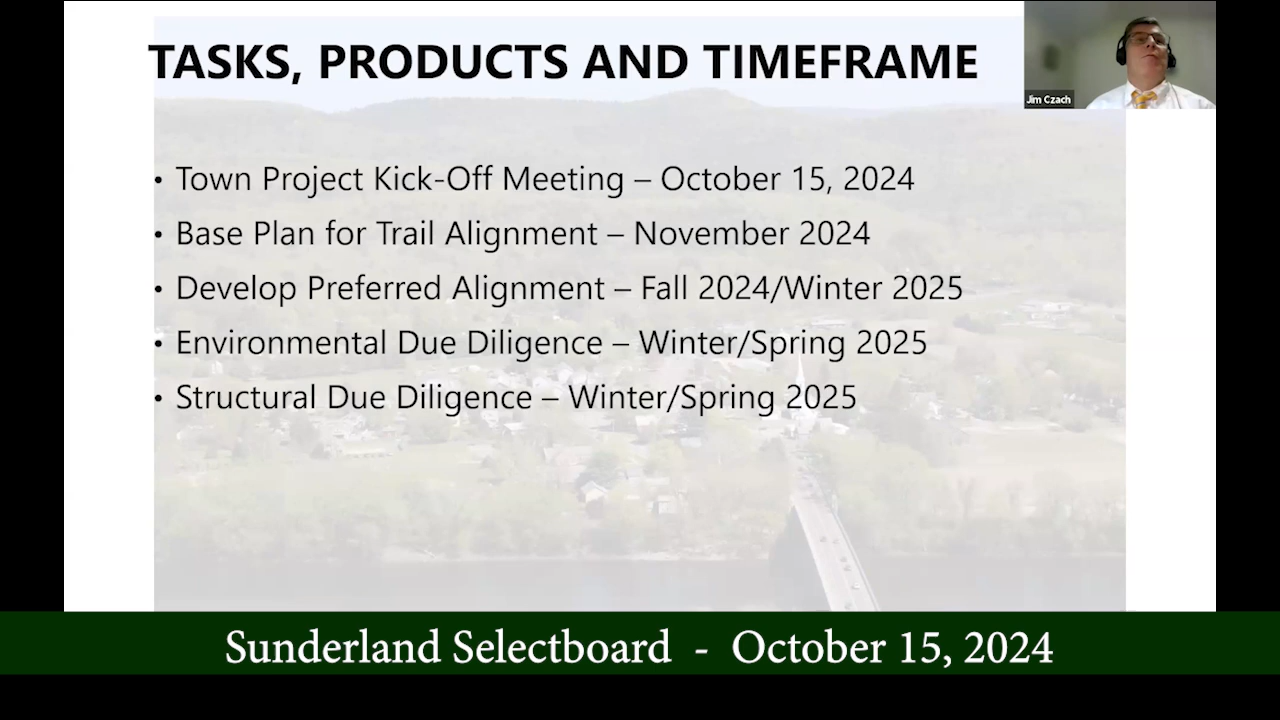 TASKS, PRODUCTS AND TIMEFRAME
Jim Czach
• Town Project Kick-Off Meeting – October 15, 2024
• Base Plan for Trail Alignment – November 2024
• Develop Preferred Alignment – Fall 2024/Winter 2025
• Environmental Due Diligence – Winter/Spring 2025
• Structural Due Diligence – Winter/Spring 2025
Sunderland Selectboard - October 15, 2024